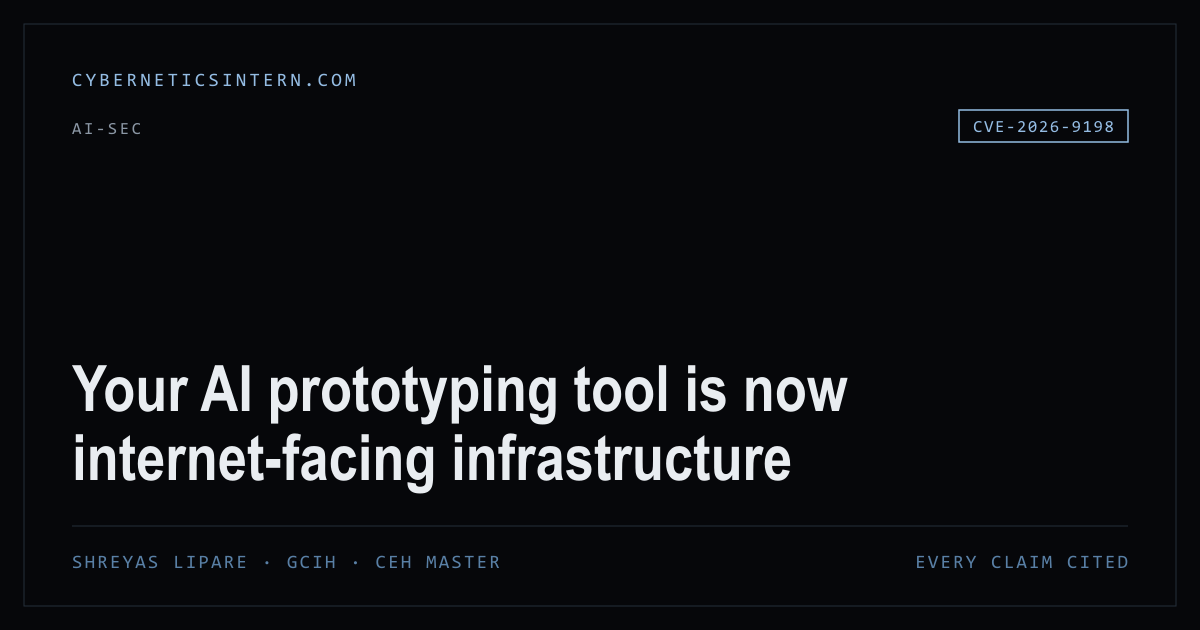 CYBERNETICSINTERN.COM
AI-SEC
CVE-2026-9198
Your AI prototyping tool is now
internet-facing infrastructure
SHREYAS LIPARE · GCIH · CEH MASTER
EVERY CLAIM CITED